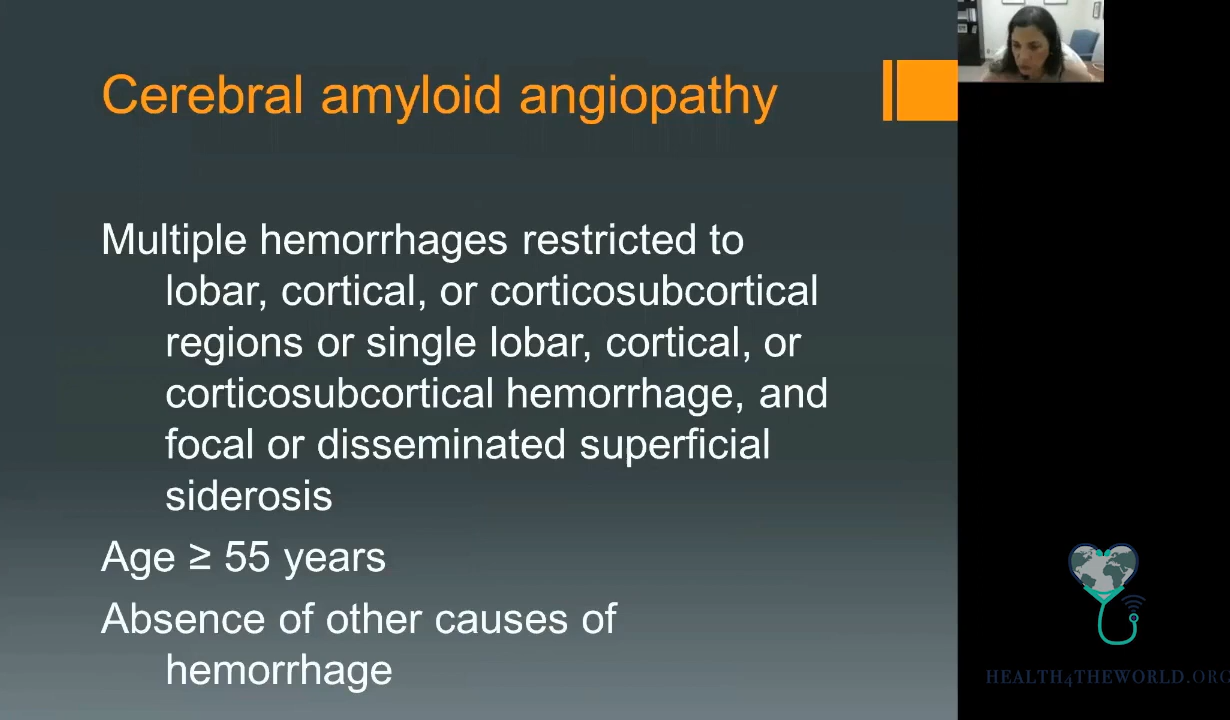 Cerebral amyloid angiopathy
Multiple hemorrhages restricted to
lobar, cortical, or corticosubcortical
regions or single lobar, cortical, or
corticosubcortical hemorrhage, and
focal or disseminated superficial
siderosis
Age ≥ 55 years
Absence of other causes of
hemorrhage
HEALTH4THEWORLD.ORG